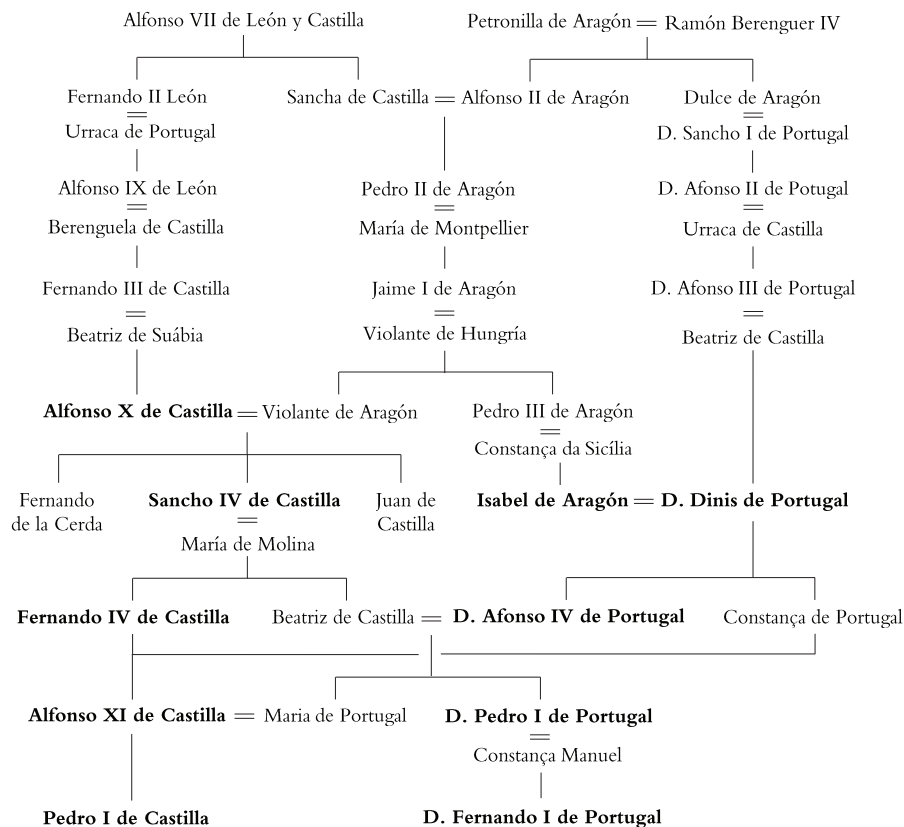 Alfonso VII de León y Castilla
Petronilla de Aragón = Ramón Berenguer IV
Fernando II León
Sancha de Castilla = Alfonso II de Aragón
Dulce de Aragón
=
=
Urraca de Portugal
D. Sancho I de Portugal
Alfonso IX de León
Pedro II de Aragón
D. Afonso II de Potugal
=
=
=
Berenguela de Castilla
María de Montpellier
Urraca de Castilla
Fernando III de Castilla
Jaime I de Aragón
D. Afonso III de Portugal
=
=
=
Beatriz de Suábia
Violante de Hungría
Beatriz de Castilla
Alfonso X de Castilla = Violante de Aragón
Pedro III de Aragón
=
Constança da Sicília
Fernando
de la Cerda
Sancho IV de Castilla
Juan de
Castilla
Isabel de Aragón = D. Dinis de Portugal
=
María de Molina
Fernando IV de Castilla
Beatriz de Castilla = D. Afonso IV de Portugal
Constança de Portugal
Alfonso XI de Castilla = Maria de Portugal
D. Pedro I de Portugal
=
Constança Manuel
Pedro I de Castilla
D. Fernando I de Portugal